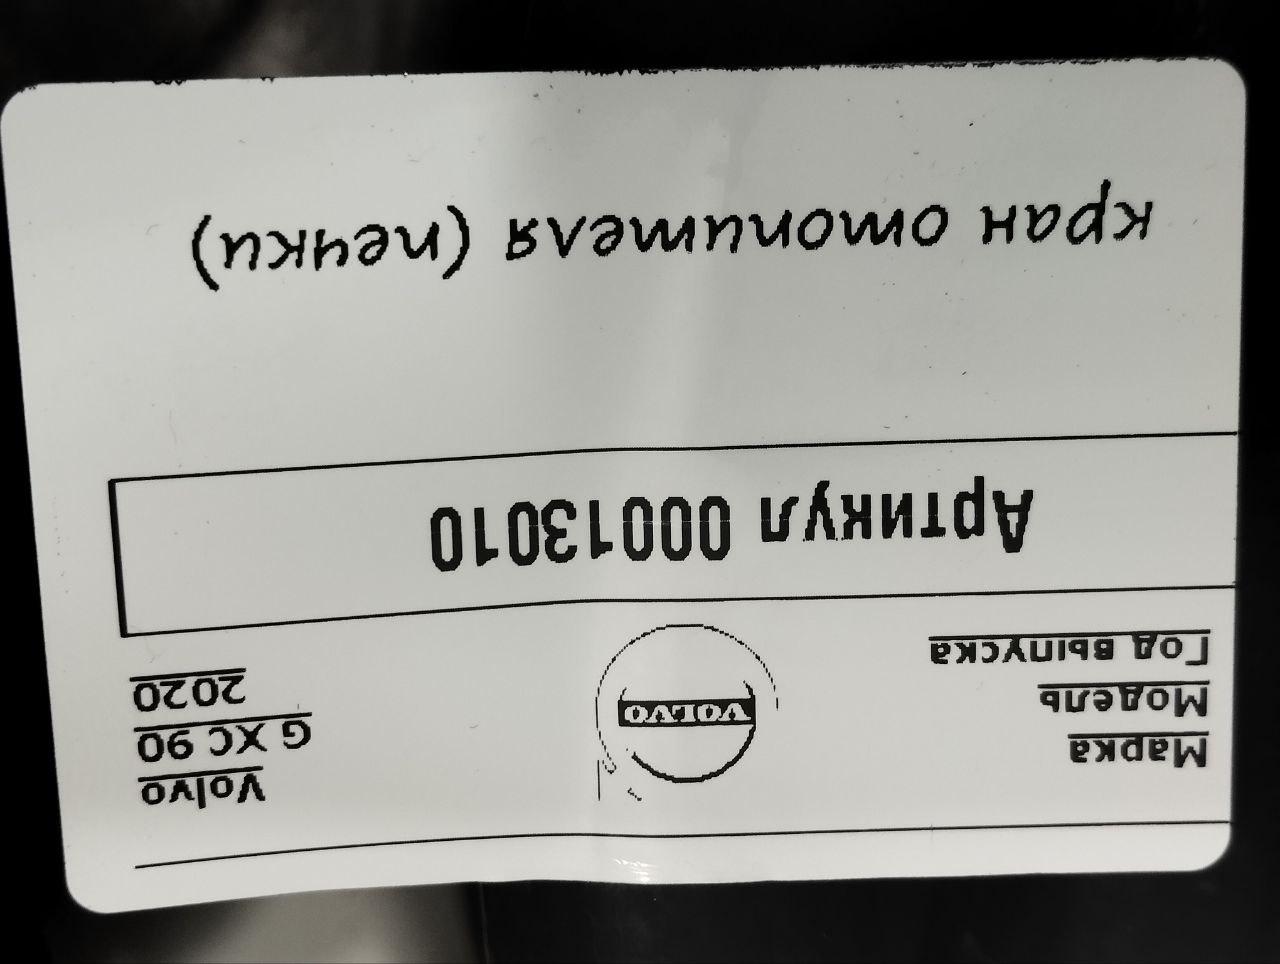 Марка Volvo
Модель G XC 90
Год выпуска 2020
VOLVO
Артикул 00013010
кран отопителя (печки)